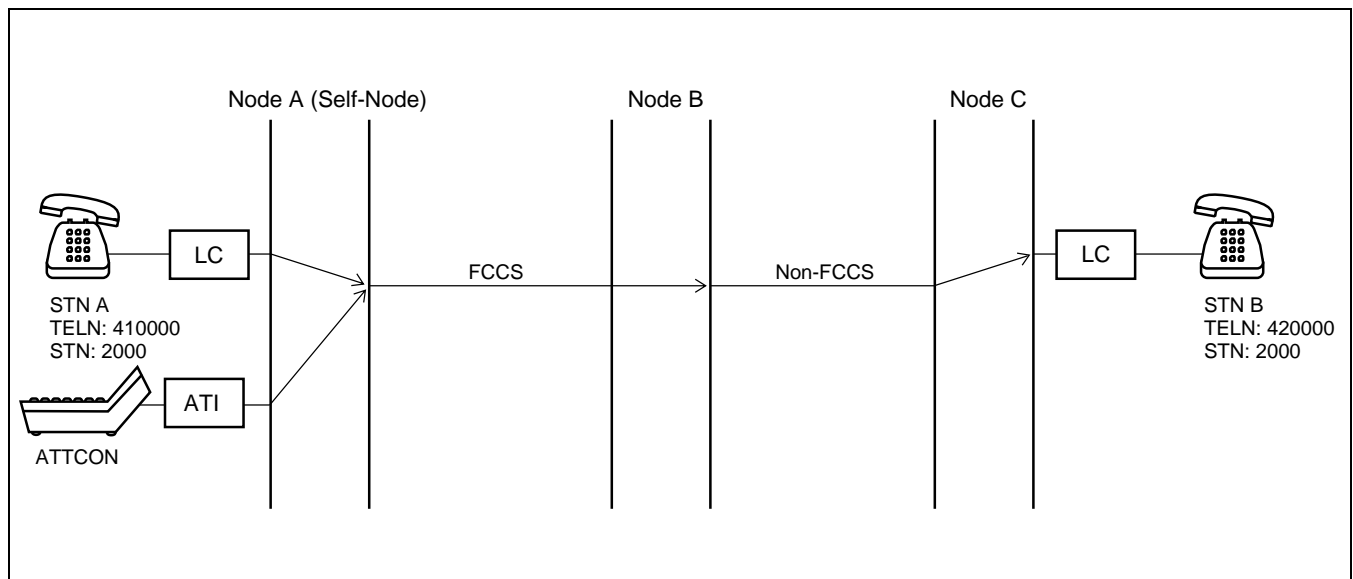 Node A (Self-Node)
Node B
Node C
LC
FCCS
Non-FCCS
LC
STN A
TELN: 410000
STN: 2000
STN B
TELN: 420000
STN: 2000
ATI
ATTCON